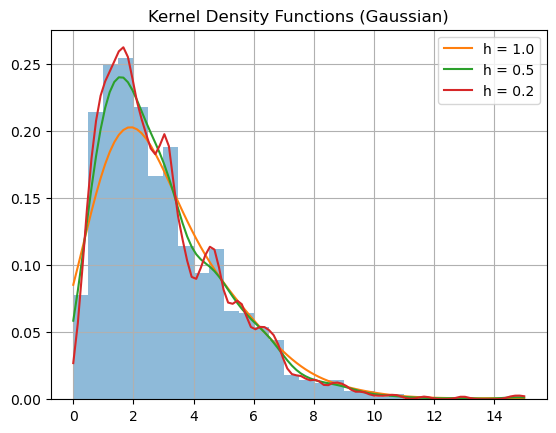 Kernel Density Functions (Gaussian)
h = 1.0
h = 0.5
h = 0.2
0.25
0.20
0.15
0.10
0.05
0.00
0 2 4 6 8 10 12 14